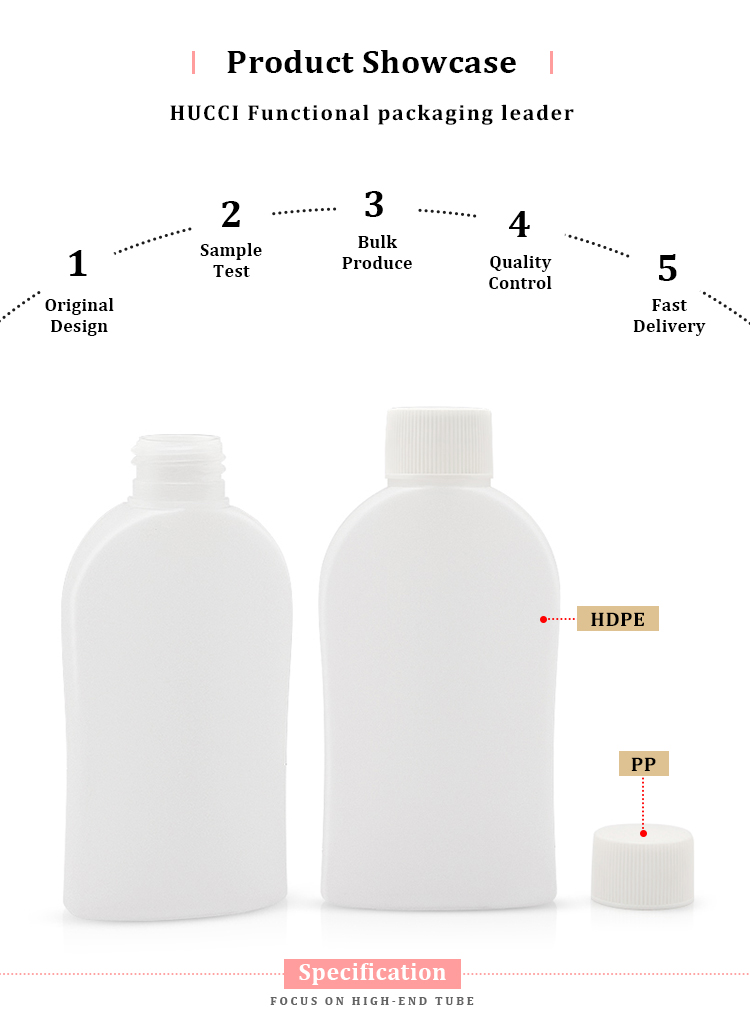 Product Showcase
HUCCI Functional packaging leader
1
Original
Design
2
Sample
Test
3
Bulk
Produce
4
Quality
Control
5
Fast
Delivery
HDPE
PP
Specification
FOCUS ON HIGH-END TUBE